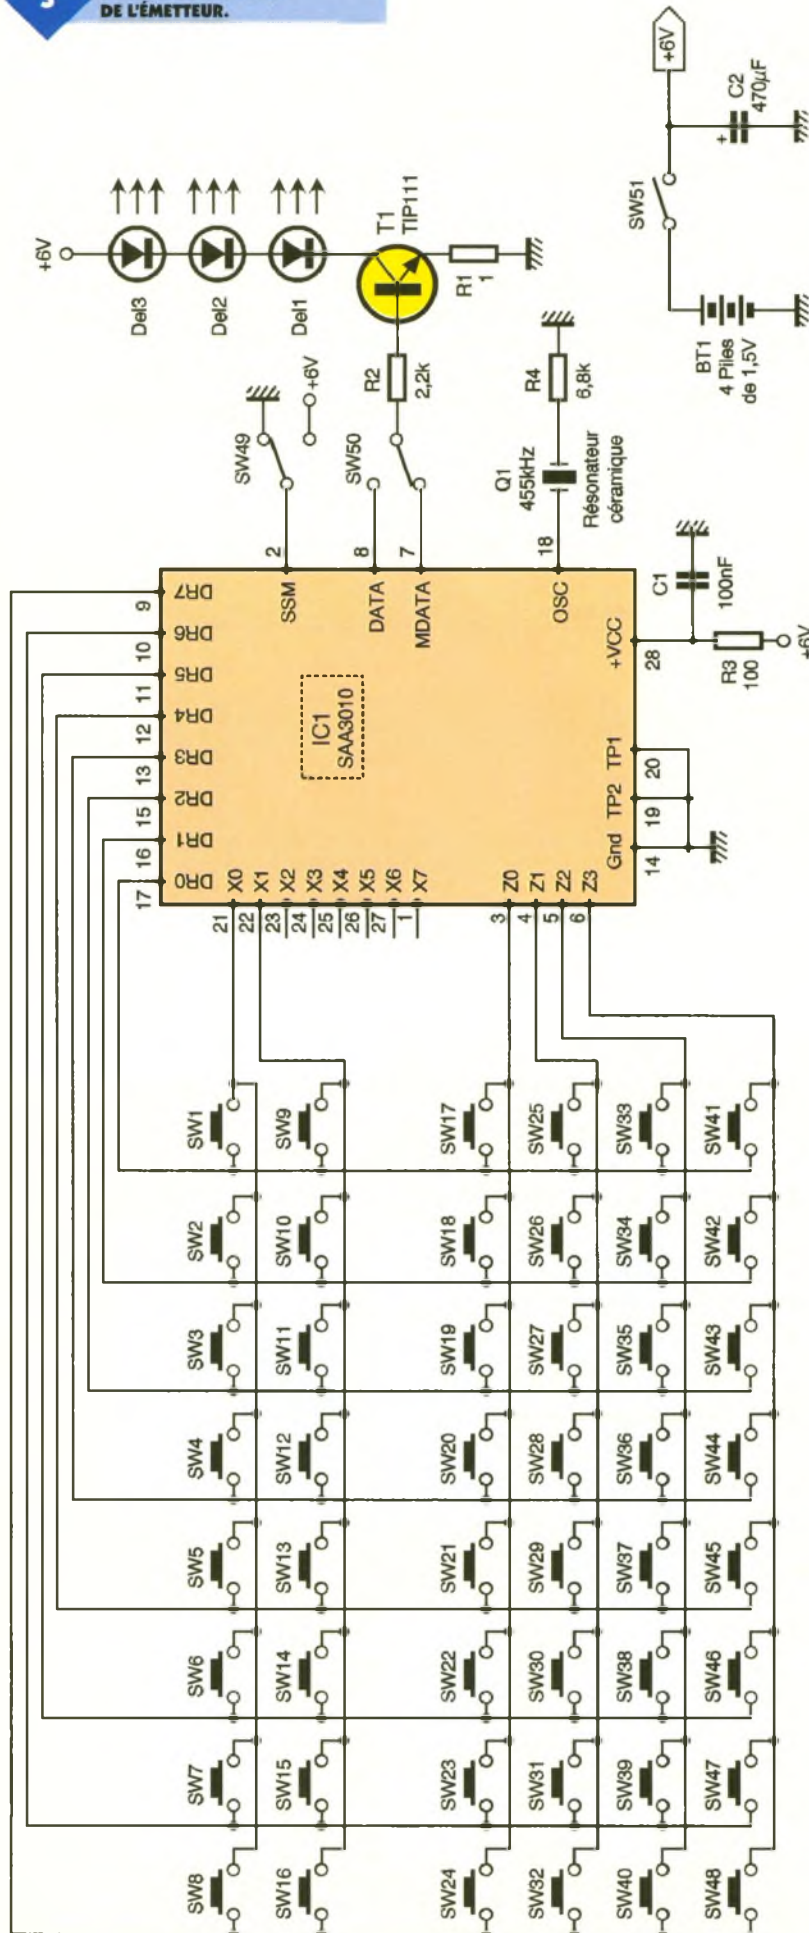 DE L'ÉMETTEUR.
+6V
C2
470µF
+
SW51
BT1
4 Piles
de 1,5V
+6V
Del3
Del2
Del1
T1
TIP111
R1
1
R2
2,2k
SW49
+6V
SW50
R4
6,8k
Q1
455kHz
Résonateur
céramique
2
8
7
18
SSM
DATA
MDATA
OSC
IC1
SAA3010
C1
100nF
R3
100
+6V
+VCC
28
TP1
20
TP2
19
Gnd
14
9
10
11
12
13
15
16
17
DR7
DR6
DR5
DR4
DR3
DR2
DR1
DR0
X0
X1
X2
X3
X4
X5
X6
X7
21
22
23
24
25
26
27
1
Z0
Z1
Z2
Z3
3
4
5
6
SW1
SW9
SW17
SW25
SW33
SW41
SW2
SW10
SW18
SW26
SW34
SW42
SW3
SW11
SW19
SW27
SW35
SW43
SW4
SW12
SW20
SW28
SW36
SW44
SW5
SW13
SW21
SW29
SW37
SW45
SW6
SW14
SW22
SW30
SW38
SW46
SW7
SW15
SW23
SW31
SW39
SW47
SW8
SW16
SW24
SW32
SW40
SW48